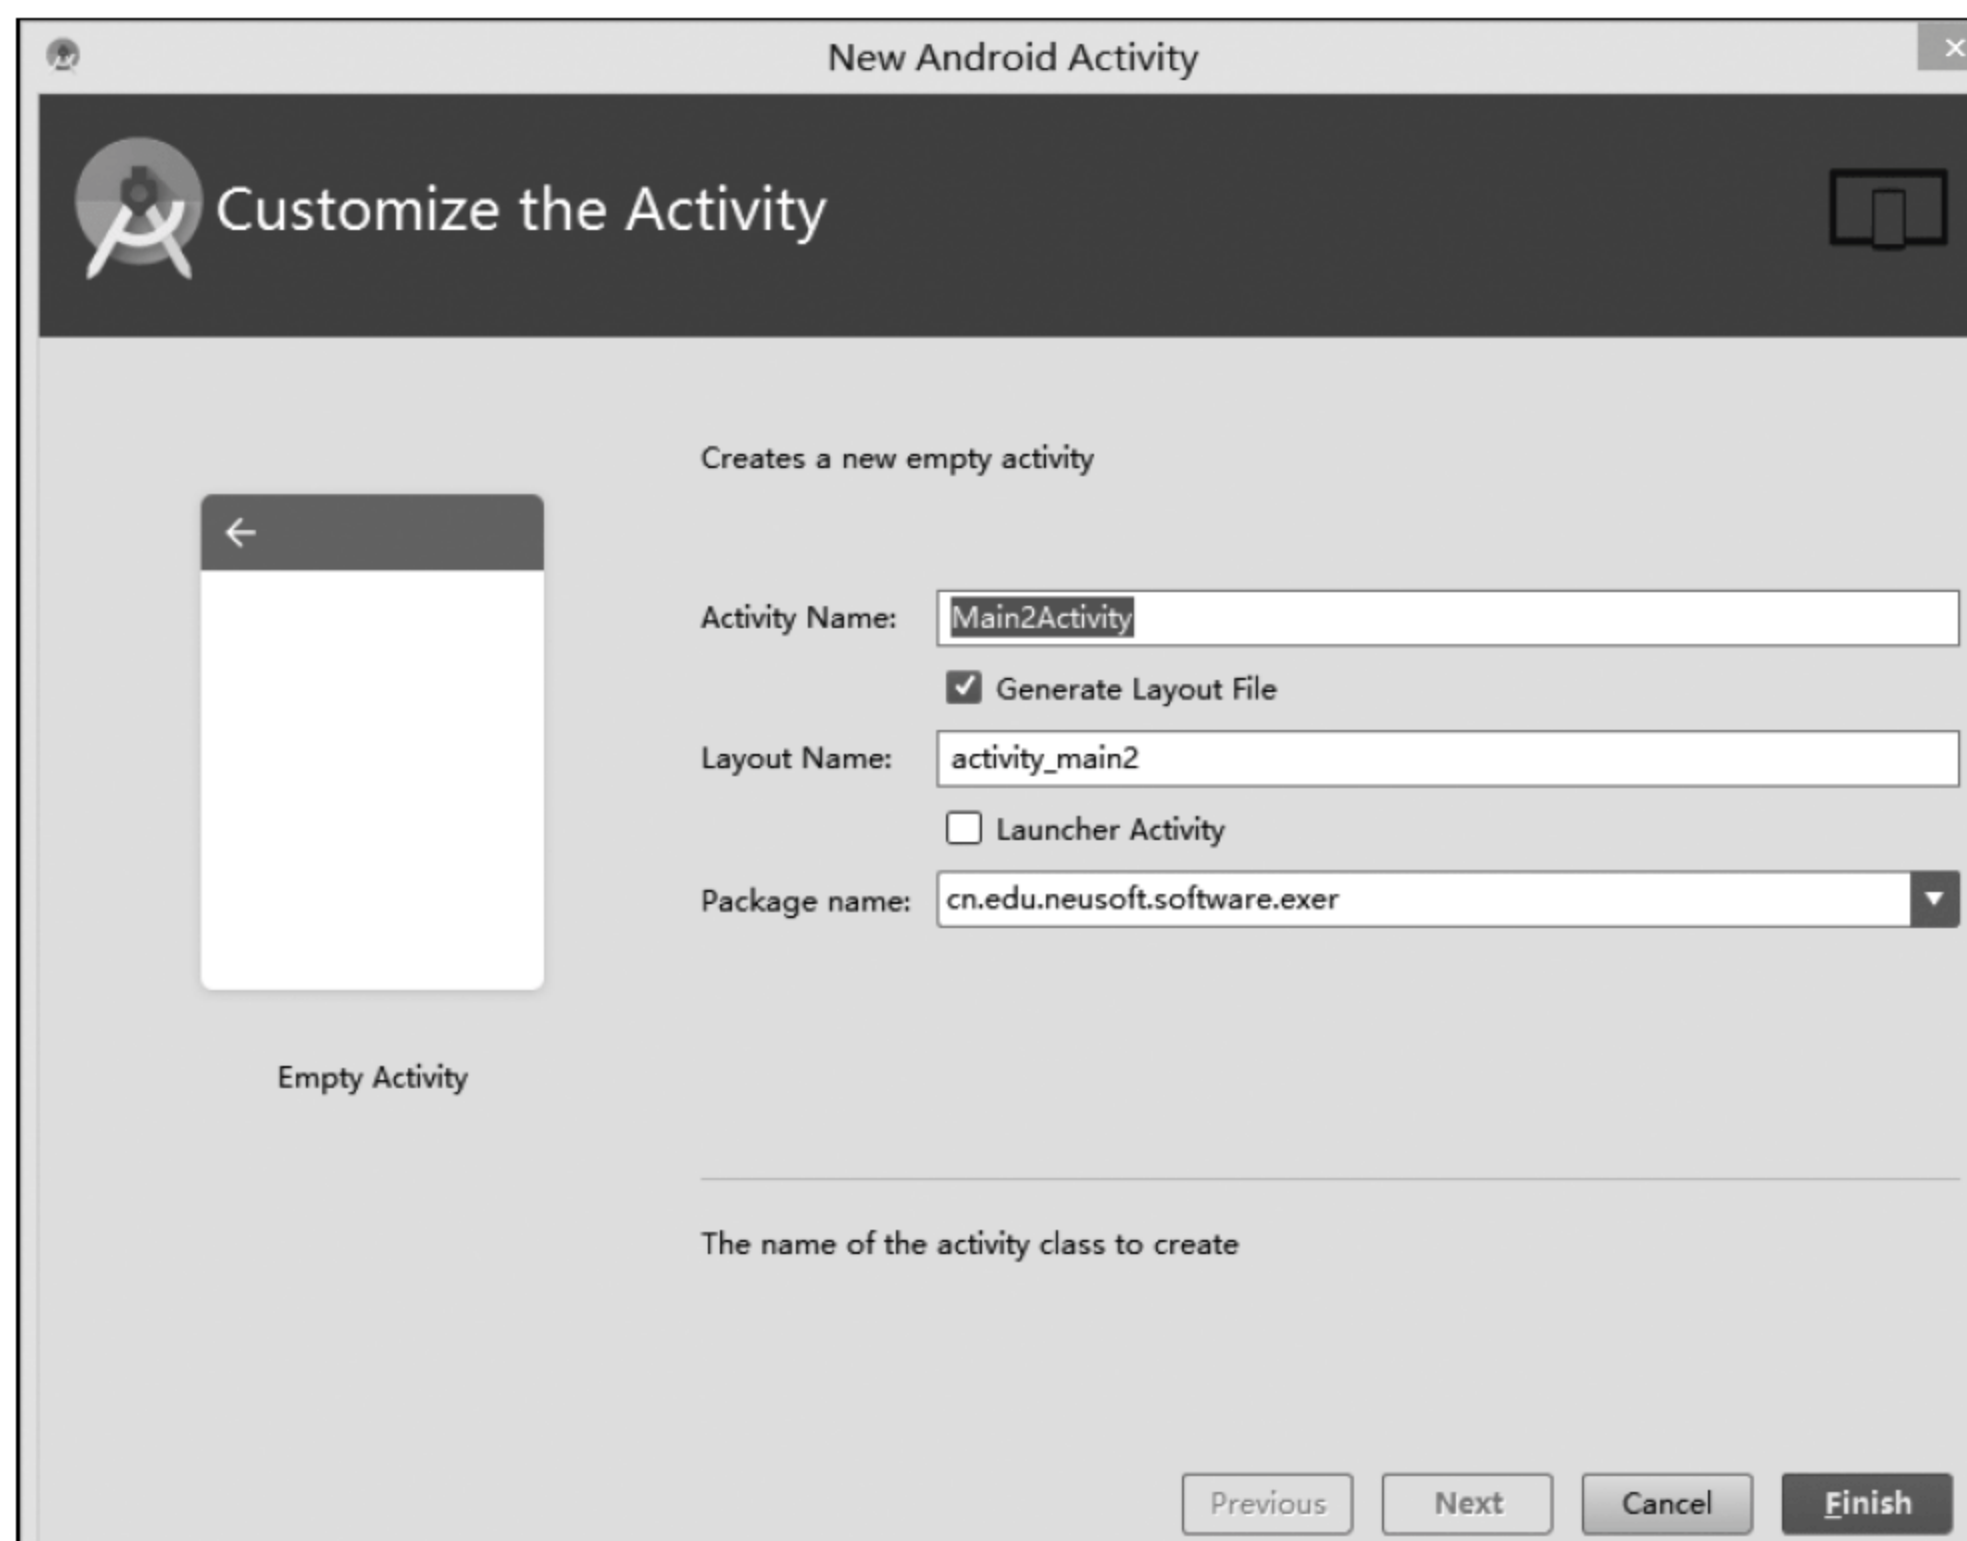 New Android Activity
Customize the Activity
Creates a new empty activity
Activity Name: Main2Activity
Generate Layout File
Layout Name: activity_main2
Launcher Activity
Package name: cn.edu.neusoft.software.exer
Empty Activity
The name of the activity class to create
Previous Next Cancel Finish